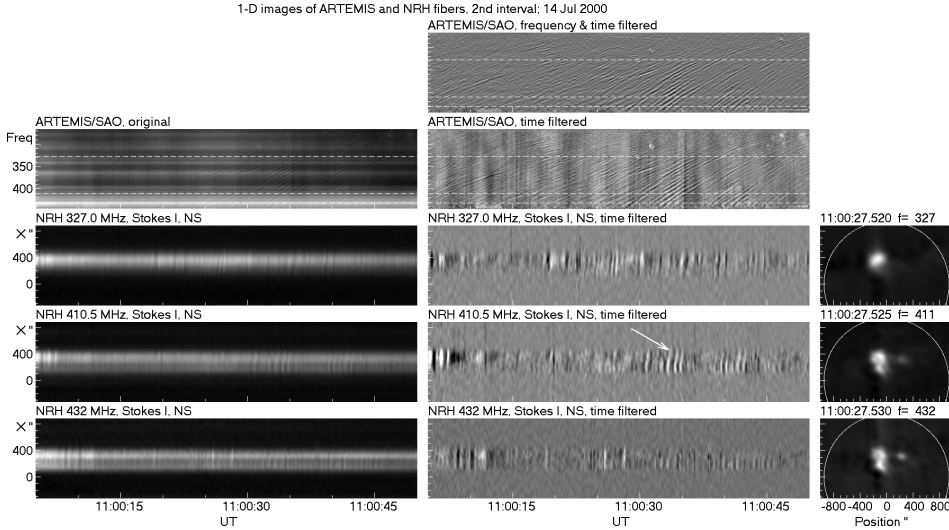 1-D images of ARTEMIS and NRH fibers, 2nd interval; 14 Jul 2000
ARTEMIS/SAO, frequency & time filtered
ARTEMIS/SAO, original
ARTEMIS/SAO, time filtered
Freq
350
400
NRH 327.0 MHz, Stokes I, NS
NRH 327.0 MHz, Stokes I, NS, time filtered
11:00:27.520 f= 327
X "
400
0
NRH 410.5 MHz, Stokes I, NS
NRH 410.5 MHz, Stokes I, NS, time filtered
11:00:27.525 f= 411
X "
400
0
NRH 432 MHz, Stokes I, NS
NRH 432 MHz, Stokes I, NS, time filtered
11:00:27.530 f= 432
X "
400
0
11:00:15 11:00:30 11:00:45
11:00:15 11:00:30 11:00:45
-800 -400 0 400 800
UT
UT
Position "